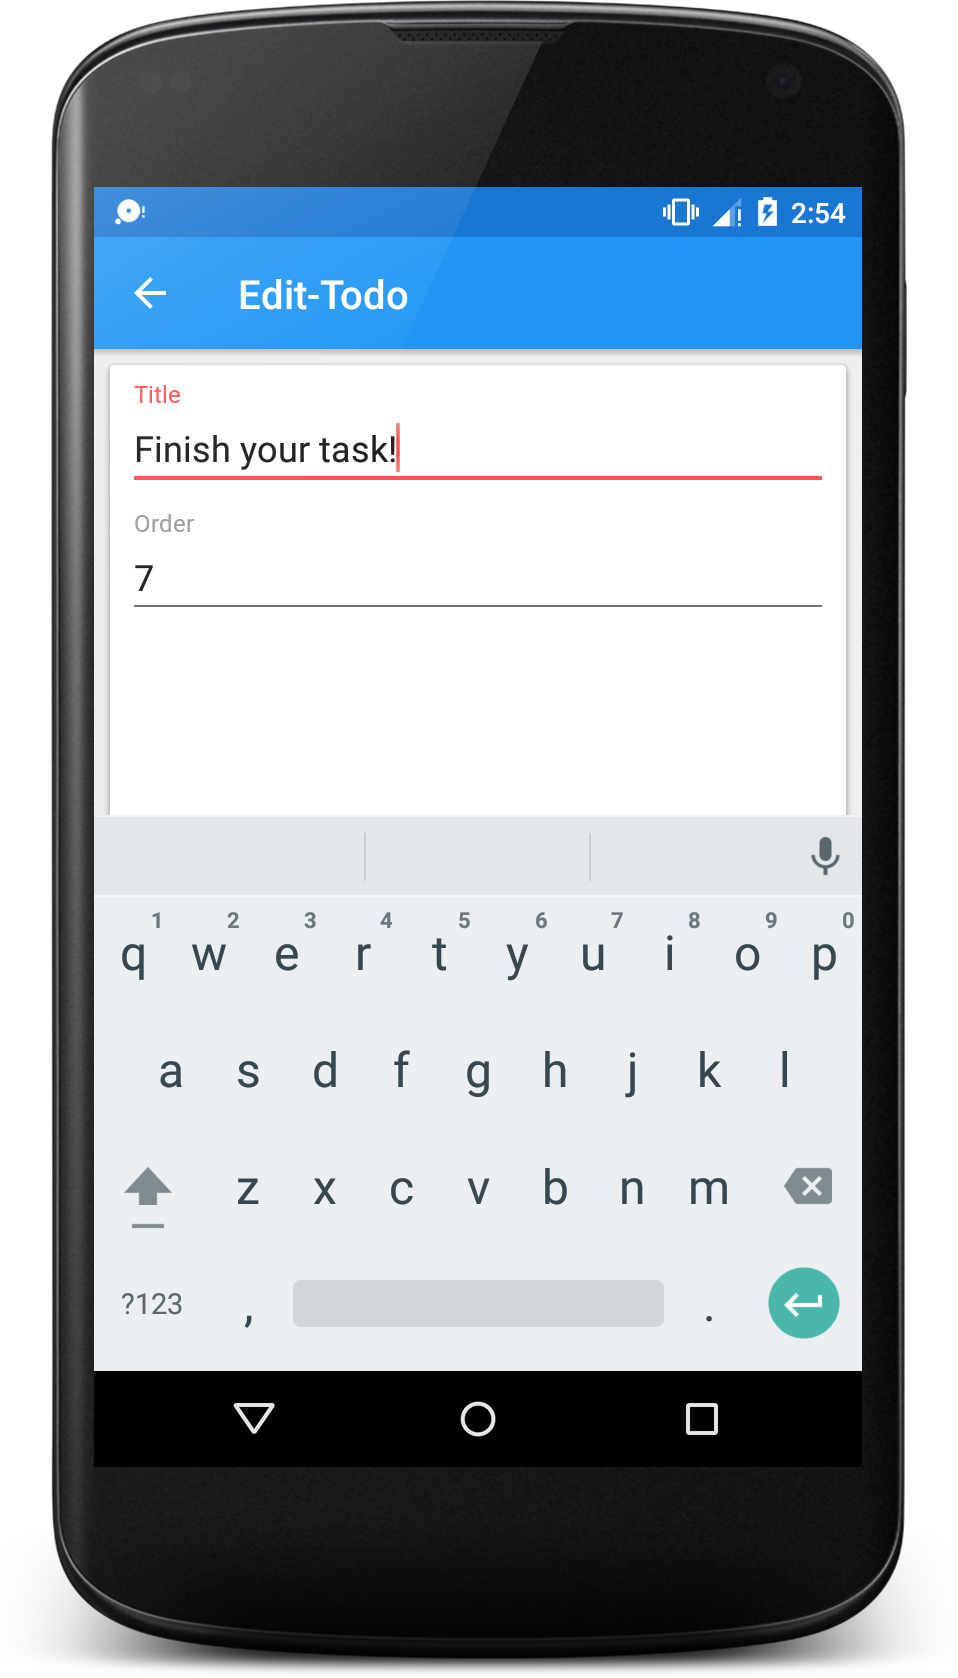 2:54
Edit-Todo
Title
Finish your task!
Order
7
1 2 3 4 5 6 7 8 9 0
q w e r t y u i o p
a s d f g h j k l
z x c v b n m
?123 , .